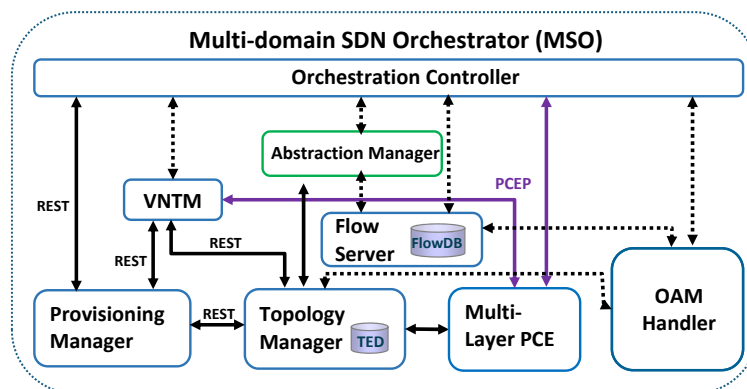 Multi-domain SDN Orchestrator (MSO)
Orchestration Controller
Abstraction Manager
PCEP
VNTM
REST
Flow
Server
FlowDB
REST
REST
OAM
Handler
Provisioning
Manager
REST
Topology
Manager
TED
Multi-
Layer PCE